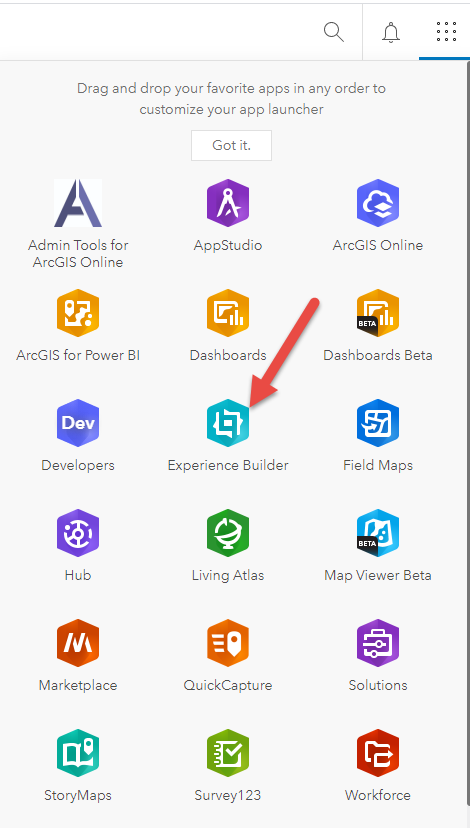 Drag and drop your favorite apps in any order to
customize your app launcher
Got it.
Admin Tools for
ArcGIS Online
AppStudio
ArcGIS Online
ArcGIS for Power BI
Dashboards
BETA
Dashboards Beta
Dev
Developers
Experience Builder
Field Maps
Hub
Living Atlas
BETA
Map Viewer Beta
Marketplace
QuickCapture
Solutions
StoryMaps
Survey123
Workforce